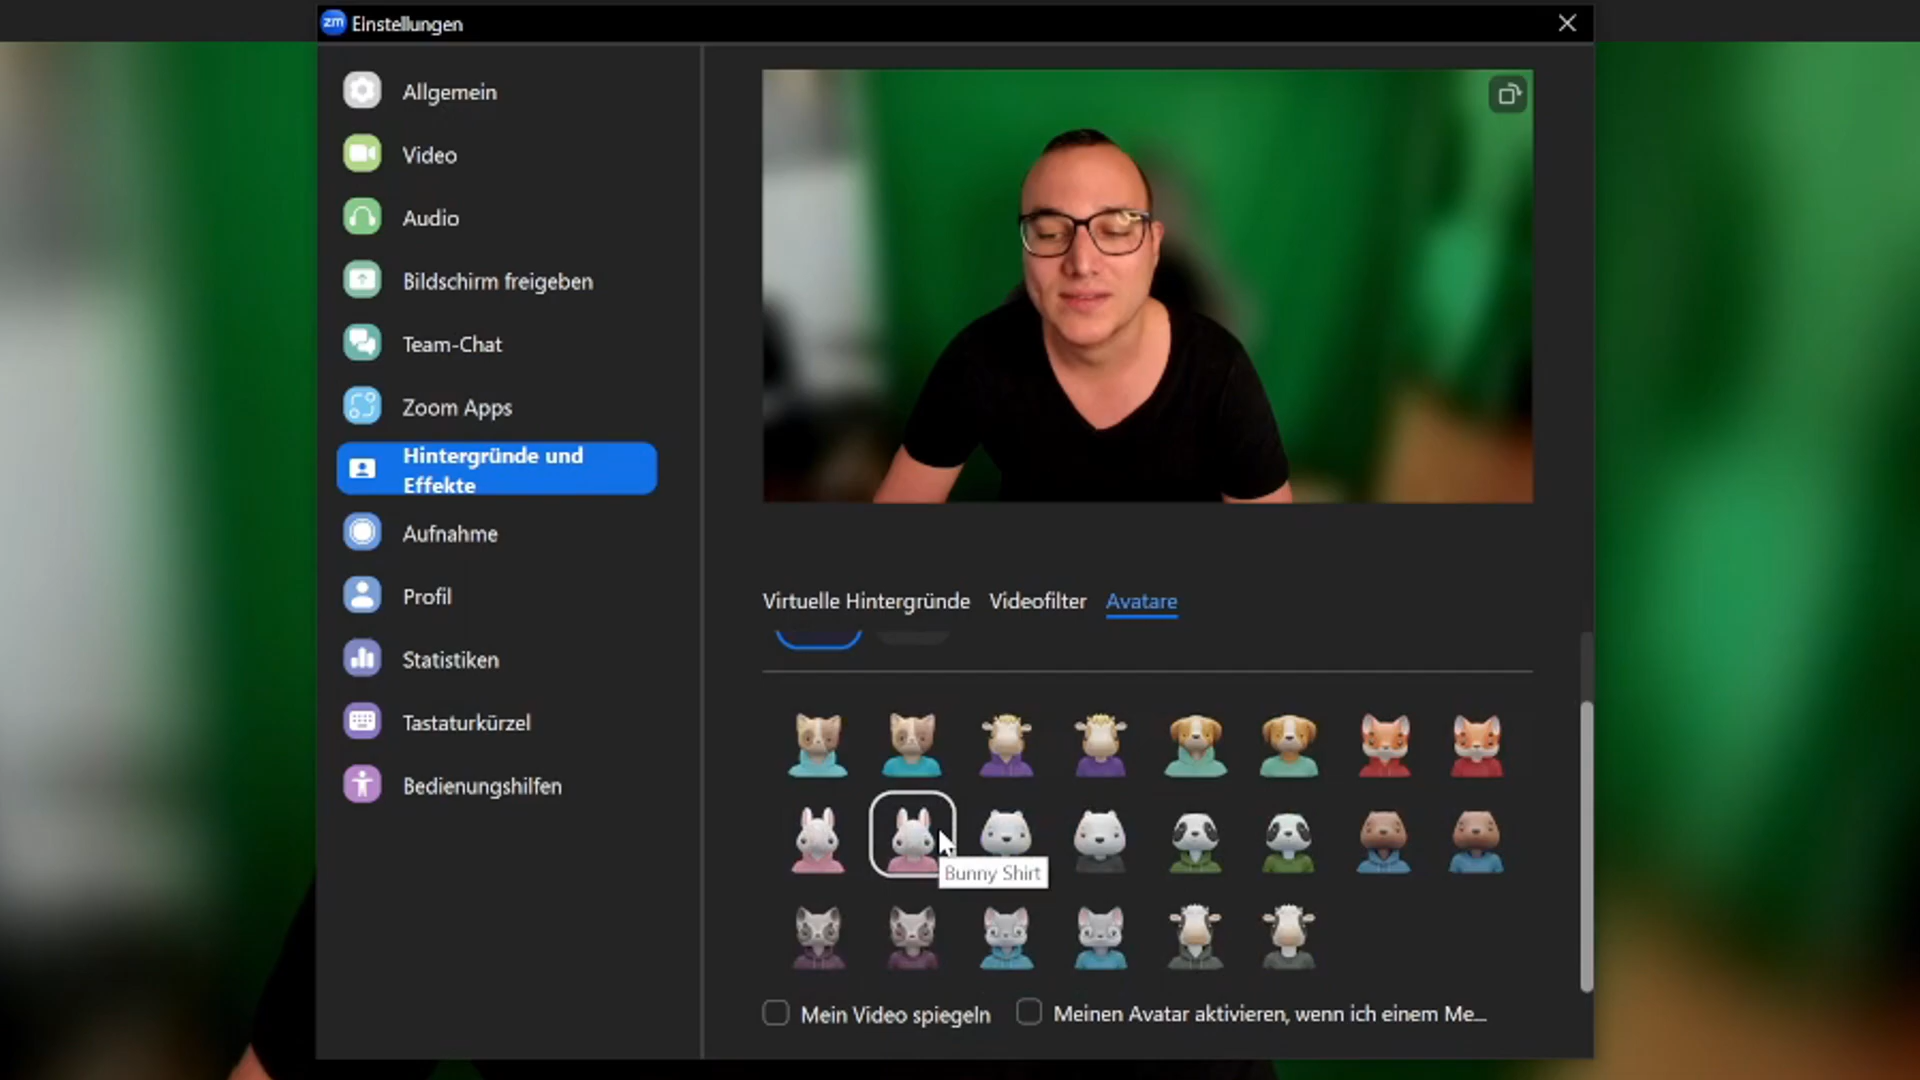 zm Einstellungen
Allgemein
Video
Audio
Bildschirm freigeben
Team-Chat
Zoom Apps
Hintergründe und
Effekte
Aufnahme
Profil
Statistiken
Tastaturkürzel
Bedienungshilfen
Virtuelle Hintergründe Videofilter Avatare
Bunny Shirt
Mein Video spiegeln Meinen Avatar aktivieren, wenn ich einem Me...